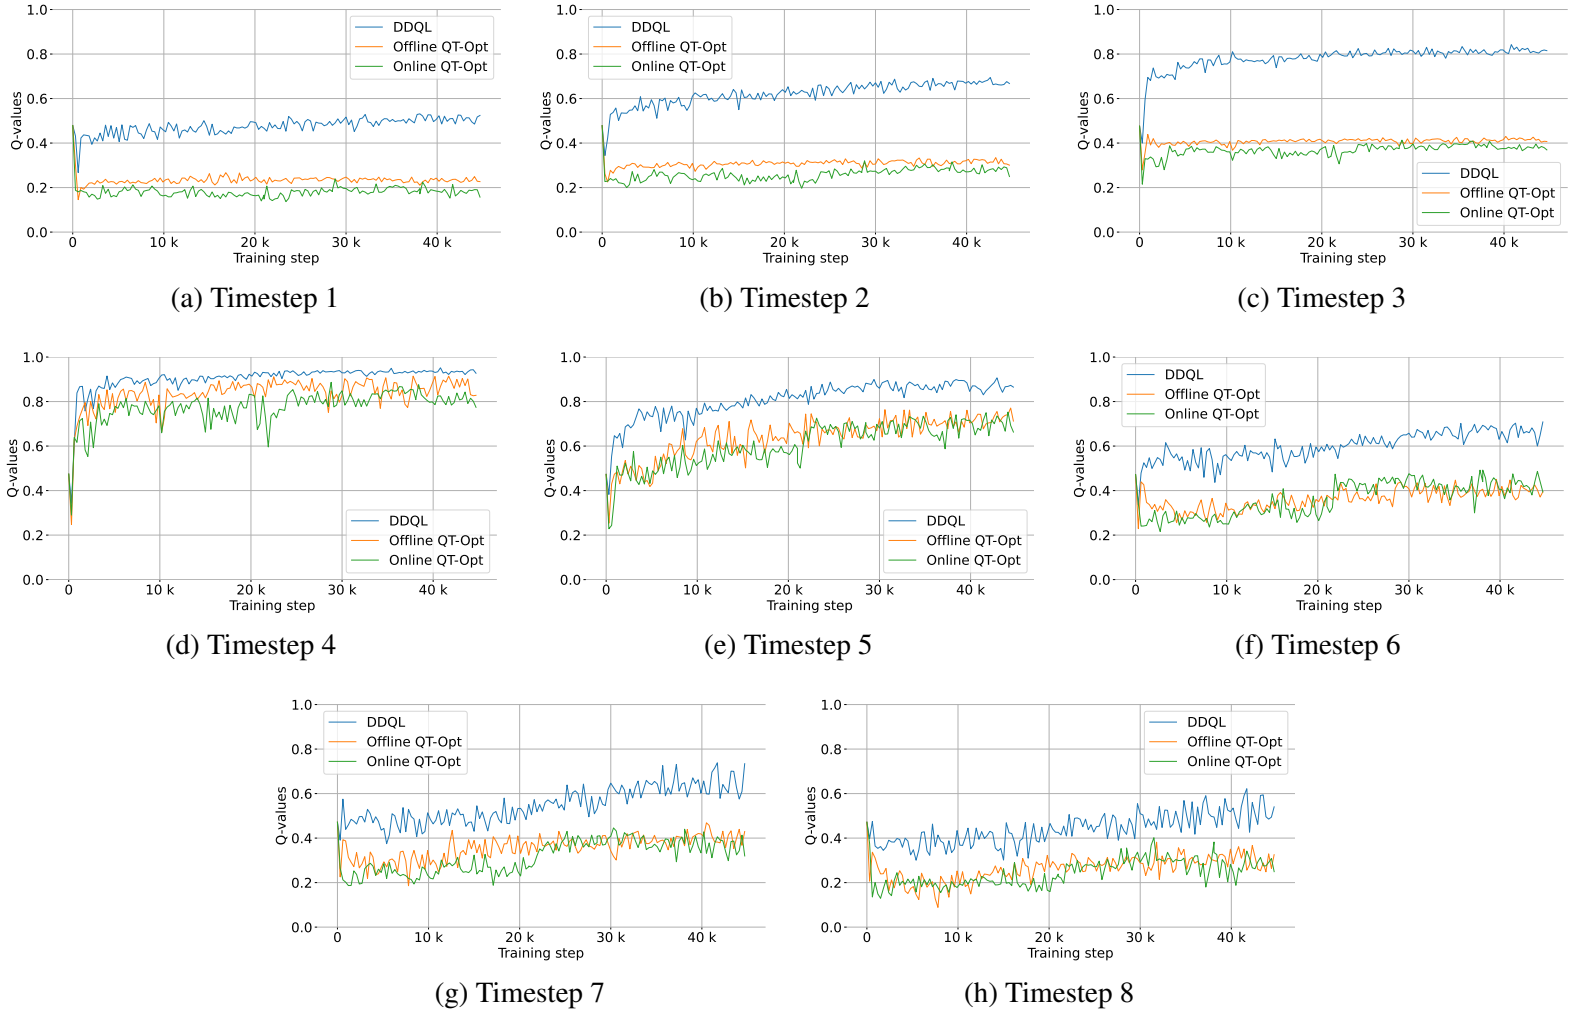 1.0
0.8
0.6
0.4
0.2
0.0
Q-values
DDQL
Offline QT-Opt
Online QT-Opt
0 10 k 20 k 30 k 40 k
Training step
(a) Timestep 1
1.0
0.8
0.6
0.4
0.2
0.0
Q-values
DDQL
Offline QT-Opt
Online QT-Opt
0 10 k 20 k 30 k 40 k
Training step
(b) Timestep 2
1.0
0.8
0.6
0.4
0.2
0.0
Q-values
DDQL
Offline QT-Opt
Online QT-Opt
0 10 k 20 k 30 k 40 k
Training step
(c) Timestep 3
1.0
0.8
0.6
0.4
0.2
0.0
Q-values
DDQL
Offline QT-Opt
Online QT-Opt
0 10 k 20 k 30 k 40 k
Training step
(d) Timestep 4
1.0
0.8
0.6
0.4
0.2
0.0
Q-values
DDQL
Offline QT-Opt
Online QT-Opt
0 10 k 20 k 30 k 40 k
Training step
(e) Timestep 5
1.0
0.8
0.6
0.4
0.2
0.0
Q-values
DDQL
Offline QT-Opt
Online QT-Opt
0 10 k 20 k 30 k 40 k
Training step
(f) Timestep 6
1.0
0.8
0.6
0.4
0.2
0.0
Q-values
DDQL
Offline QT-Opt
Online QT-Opt
0 10 k 20 k 30 k 40 k
Training step
(g) Timestep 7
1.0
0.8
0.6
0.4
0.2
0.0
Q-values
DDQL
Offline QT-Opt
Online QT-Opt
0 10 k 20 k 30 k 40 k
Training step
(h) Timestep 8